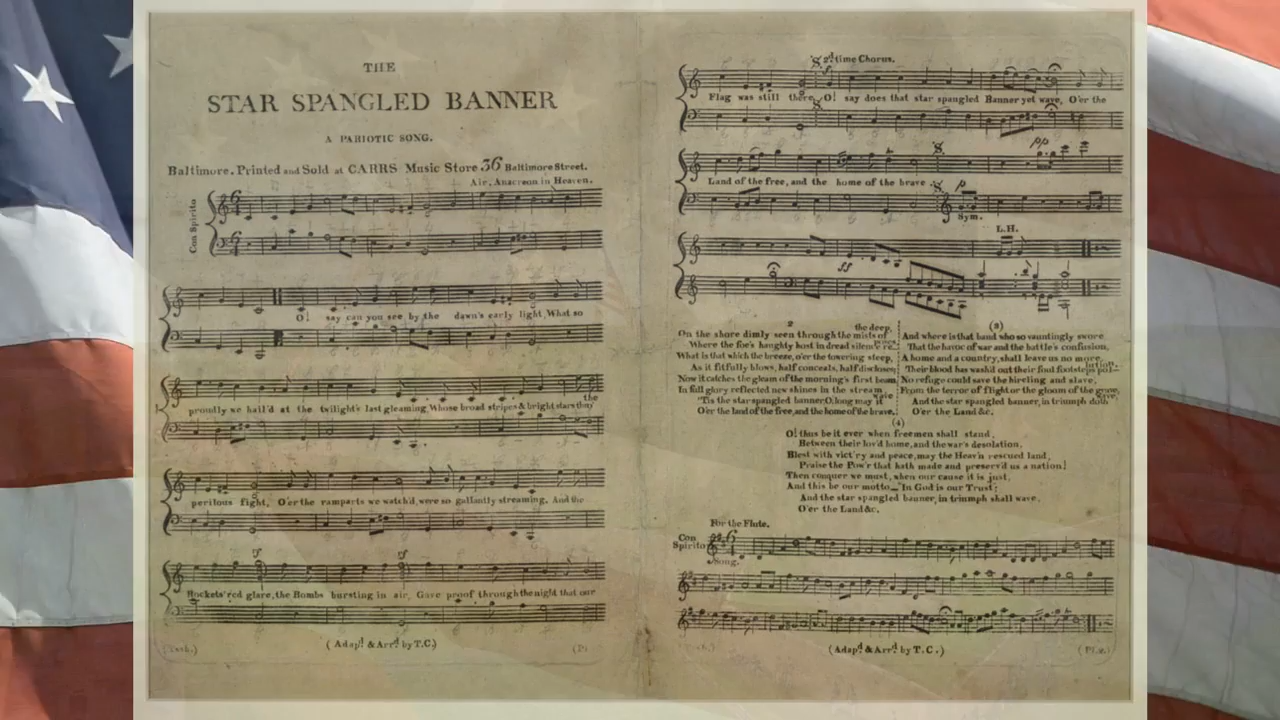 THE
STAR SPANGLED BANNER
A PARIOTIC SONG.
Baltimore. Printed and Sold at CARRS Music Store 36 Baltimore Street.
Air, Anacreon in Heaven.
Con Spirito
O! say can you see by the dawn's early light, What so
proudly we hail'd at the twilight's last gleaming, Whose broad stripes & bright stars thro' the
perilous fight, O'er the ramparts we watch'd, were so gallantly streaming, And the
Rockets' red glare, the Bombs bursting in air, Gave proof through the night that our
(Adapd. & Arrd. by T.C.)
2d. time Chorus.
Flag was still there, O! say does that star spangled Banner yet wave, O'er the
pp
Land of the free, and the home of the brave.
p
Sym.
L.H.
ff
2
On the shore dimly seen through the mists of the deep,
Where the foe's haughty host in dread silence
What is that which the breeze, o'er the towering steep,
As it fitfully blows, half conceals, half discloses;
Now it catches the gleam of the morning's first beam,
In full glory reflected new shines in the stream,
'Tis the star spangled banner, O! long may it wave
O'er the land of the free, and the home of the brave.
(3)
And where is that band who so vauntingly swore
That the havoc of war and the battle's confusion,
A home and a country, shall leave us no more,
Their blood has wash'd out their foul footsteps
No refuge could save the hireling and slave,
From the terror of flight or the gloom of the grave,
And the star spangled banner, in triumph doth wave,
O'er the Land &c.
(4)
O! thus be it ever when freemen shall stand,
Between their lov'd home, and the war's desolation,
Blest with vict'ry and peace, may the Heav'n rescued land,
Praise the Pow'r that hath made and preserv'd us a nation!
Then conquer we must, when our cause it is just,
And this be our motto_"In God is our Trust;
And the star spangled banner, in triumph shall wave,
O'er the Land &c.
For the Flute.
Con Spirito
Song.
(Adapd. & Arrd. by T.C.)
(Pl.2.)